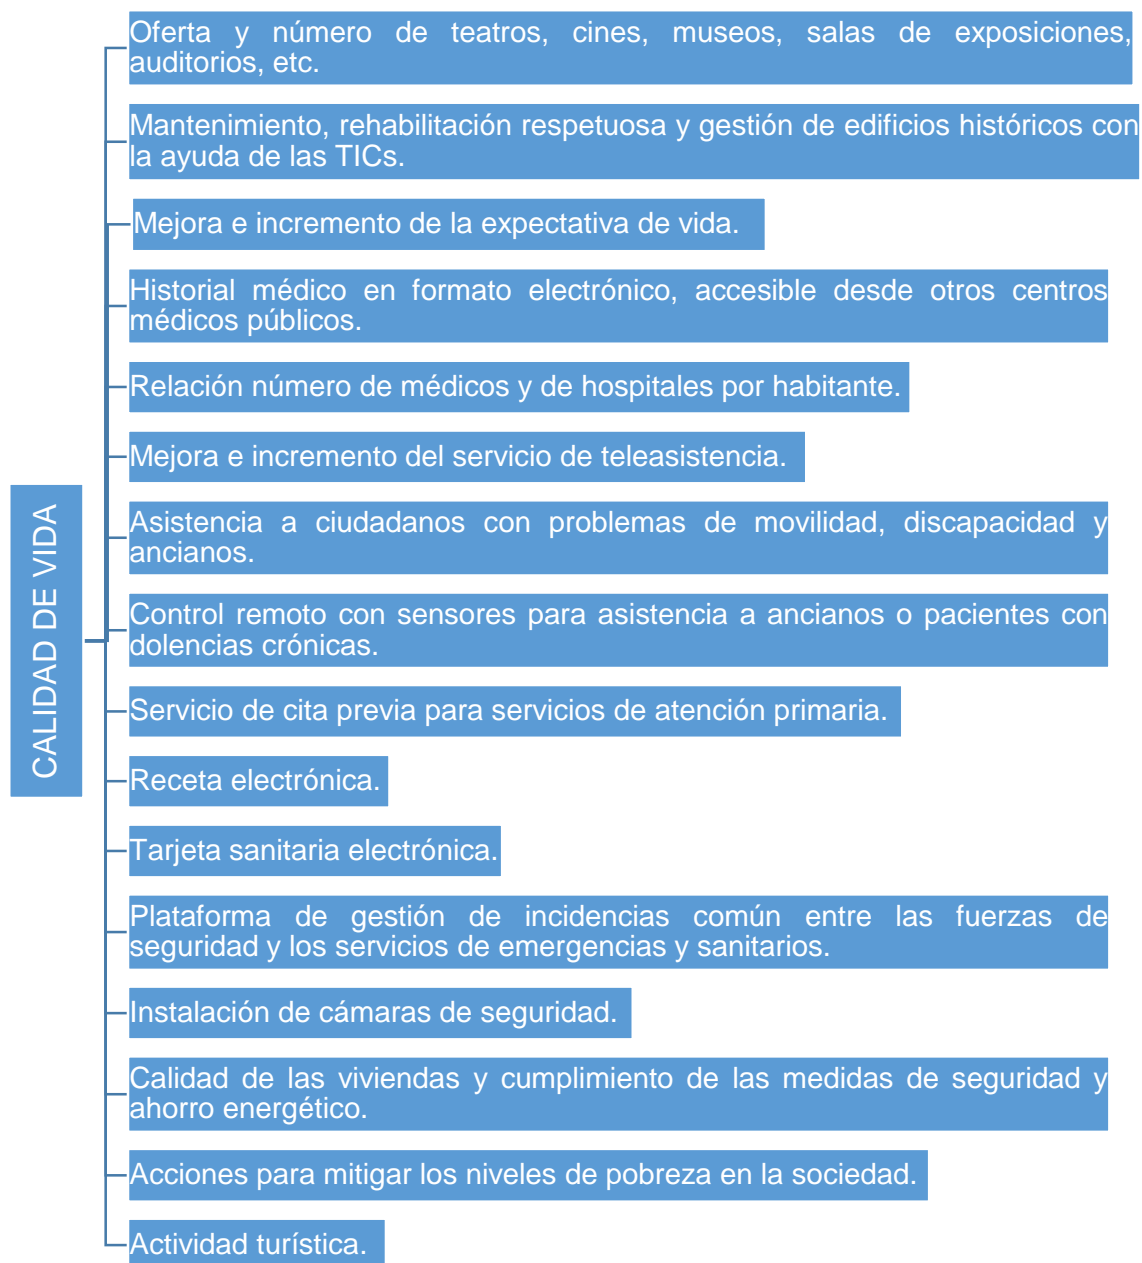 CALIDAD DE VIDA
Oferta y número de teatros, cines, museos, salas de exposiciones,
auditorios, etc.
Mantenimiento, rehabilitación respetuosa y gestión de edificios históricos con
la ayuda de las TICs.
Mejora e incremento de la expectativa de vida.
Historial médico en formato electrónico, accesible desde otros centros
médicos públicos.
Relación número de médicos y de hospitales por habitante.
Mejora e incremento del servicio de teleasistencia.
Asistencia a ciudadanos con problemas de movilidad, discapacidad y
ancianos.
Control remoto con sensores para asistencia a ancianos o pacientes con
dolencias crónicas.
Servicio de cita previa para servicios de atención primaria.
Receta electrónica.
Tarjeta sanitaria electrónica.
Plataforma de gestión de incidencias común entre las fuerzas de
seguridad y los servicios de emergencias y sanitarios.
Instalación de cámaras de seguridad.
Calidad de las viviendas y cumplimiento de las medidas de seguridad y
ahorro energético.
Acciones para mitigar los niveles de pobreza en la sociedad.
Actividad turística.